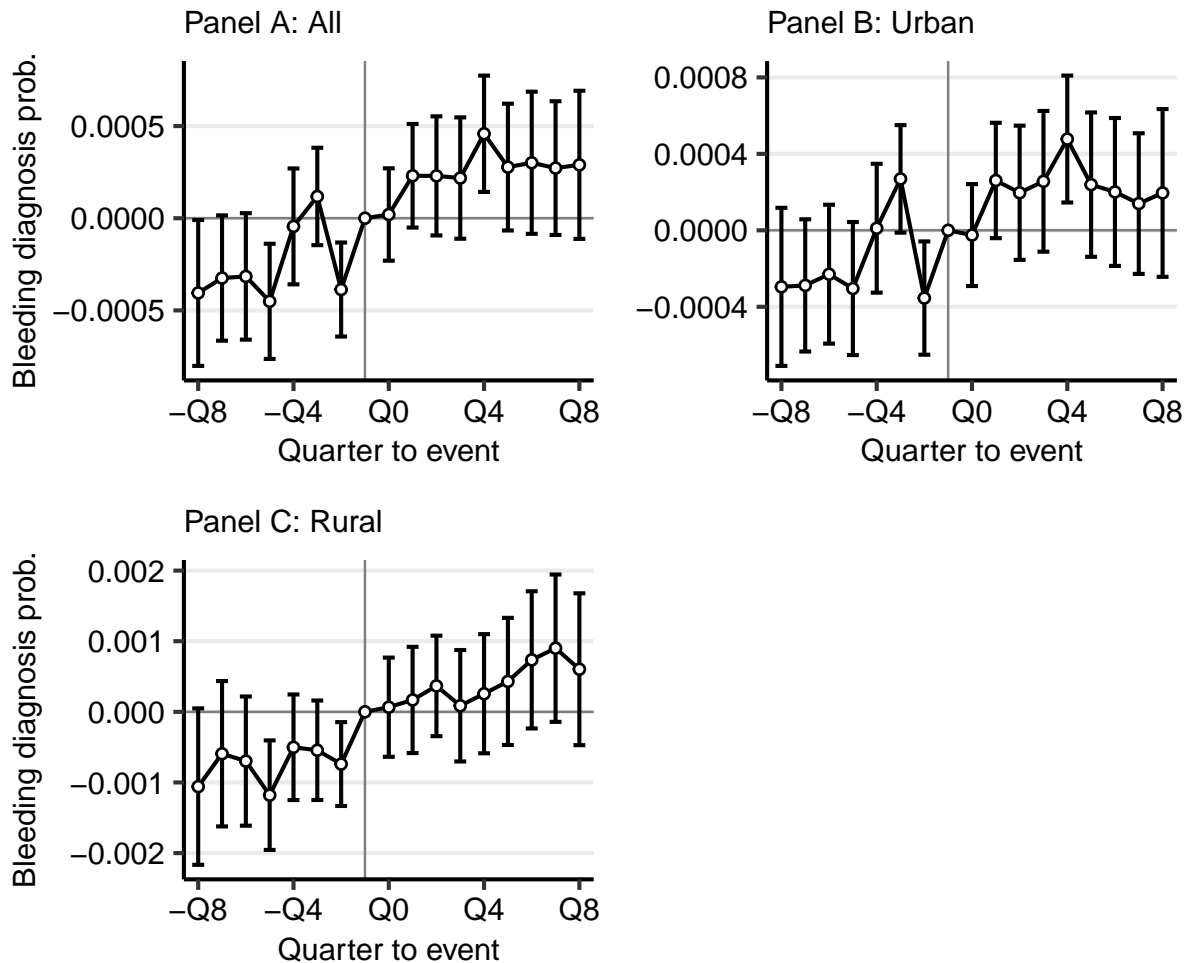 Panel A: All
Bleeding diagnosis prob.
0.0005
0.0000
−0.0005
−Q8
−Q4
Q0
Q4
Q8
Quarter to event
Panel B: Urban
0.0008
0.0004
0.0000
−0.0004
−Q8
−Q4
Q0
Q4
Q8
Quarter to event
Panel C: Rural
Bleeding diagnosis prob.
0.002
0.001
0.000
−0.001
−0.002
−Q8
−Q4
Q0
Q4
Q8
Quarter to event